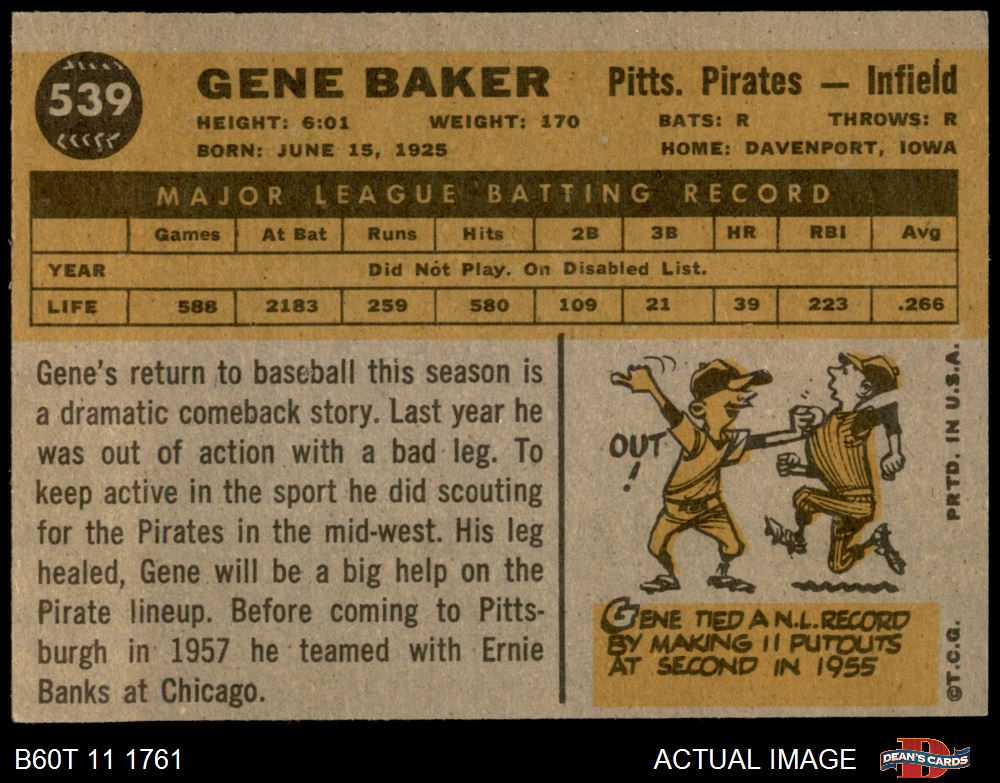 539
GENE BAKER Pitts. Pirates — Infield
HEIGHT: 6:01 WEIGHT: 170 BATS: R THROWS: R
BORN: JUNE 15, 1925 HOME: DAVENPORT, IOWA
MAJOR LEAGUE BATTING RECORD
Games At Bat Runs Hits 2B 3B HR RBI Avg
YEAR Did Not Play. On Disabled List.
LIFE 588 2183 259 580 109 21 39 223 .266
Gene's return to baseball this season is
a dramatic comeback story. Last year he
was out of action with a bad leg. To
keep active in the sport he did scouting
for the Pirates in the mid-west. His leg
healed, Gene will be a big help on the
Pirate lineup. Before coming to Pitts-
burgh in 1957 he teamed with Ernie
Banks at Chicago.
OUT
!
GENE TIED A N.L. RECORD
BY MAKING 11 PUTOUTS
AT SECOND IN 1955
©T.C.G. PRTD. IN U.S.A.
B60T 11 1761 ACTUAL IMAGE DEAN'S CARDS